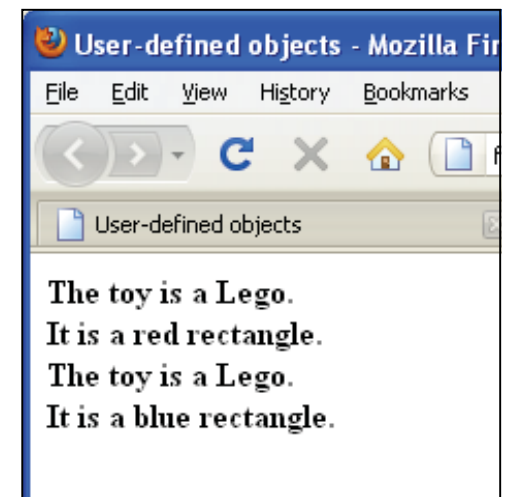 User-defined objects - Mozilla Fir
File Edit View History Bookmarks
User-defined objects
The toy is a Lego.
It is a red rectangle.
The toy is a Lego.
It is a blue rectangle.